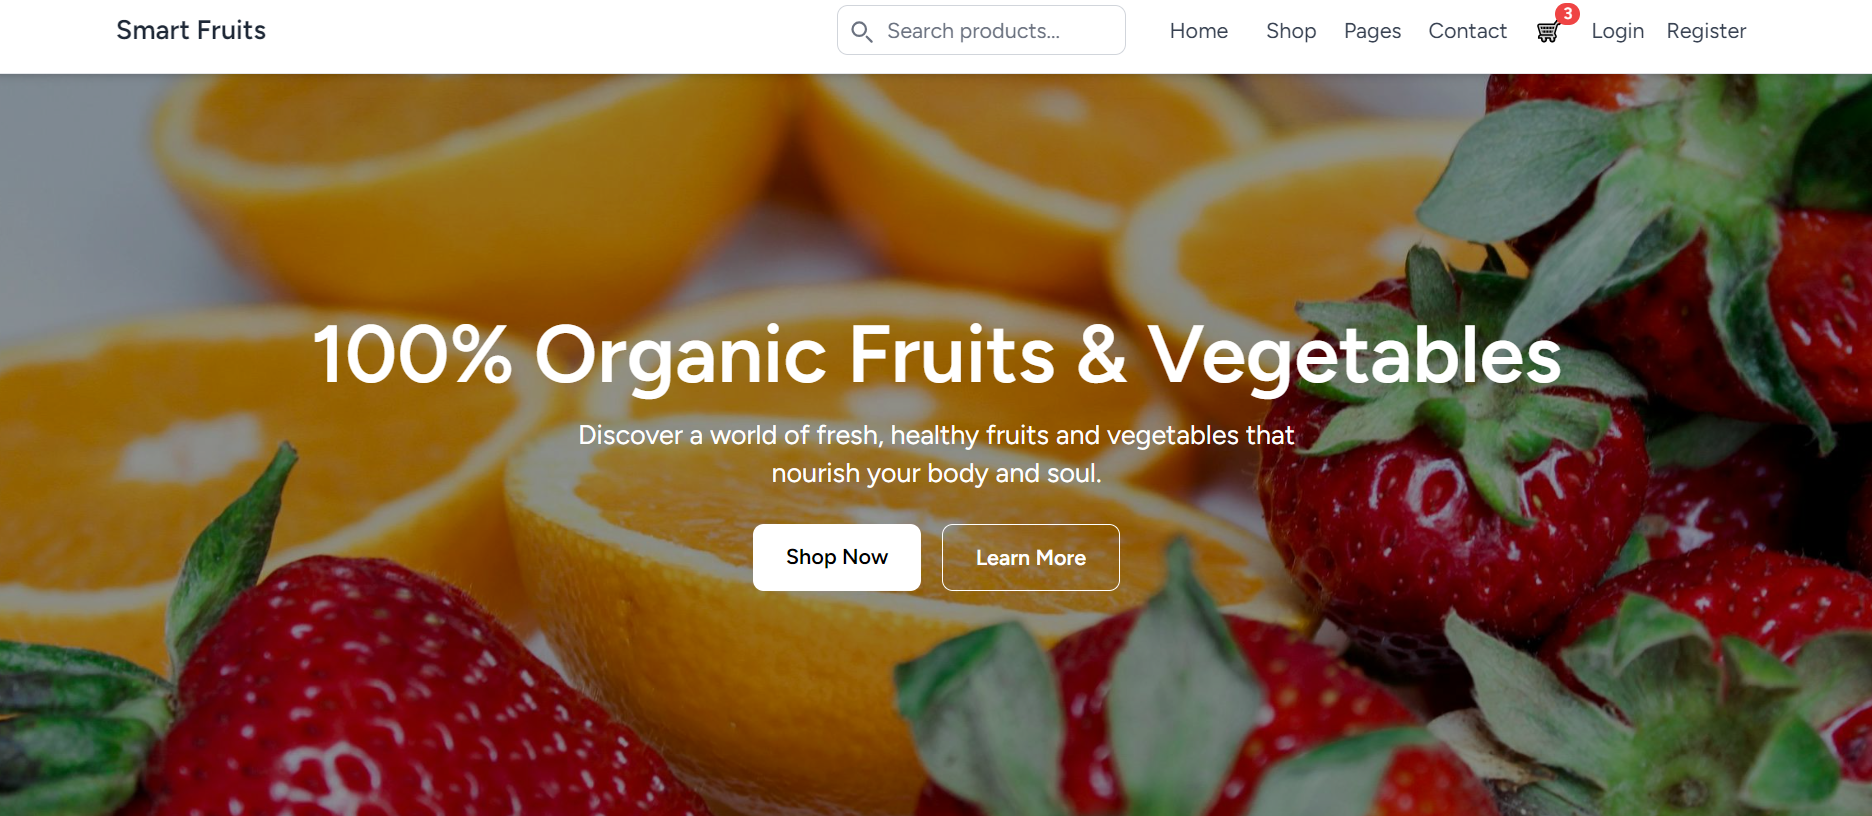 Smart Fruits
Search products...
Home
Shop
Pages
Contact
3
Login
Register
100% Organic Fruits & Vegetables
Discover a world of fresh, healthy fruits and vegetables that
nourish your body and soul.
Shop Now
Learn More